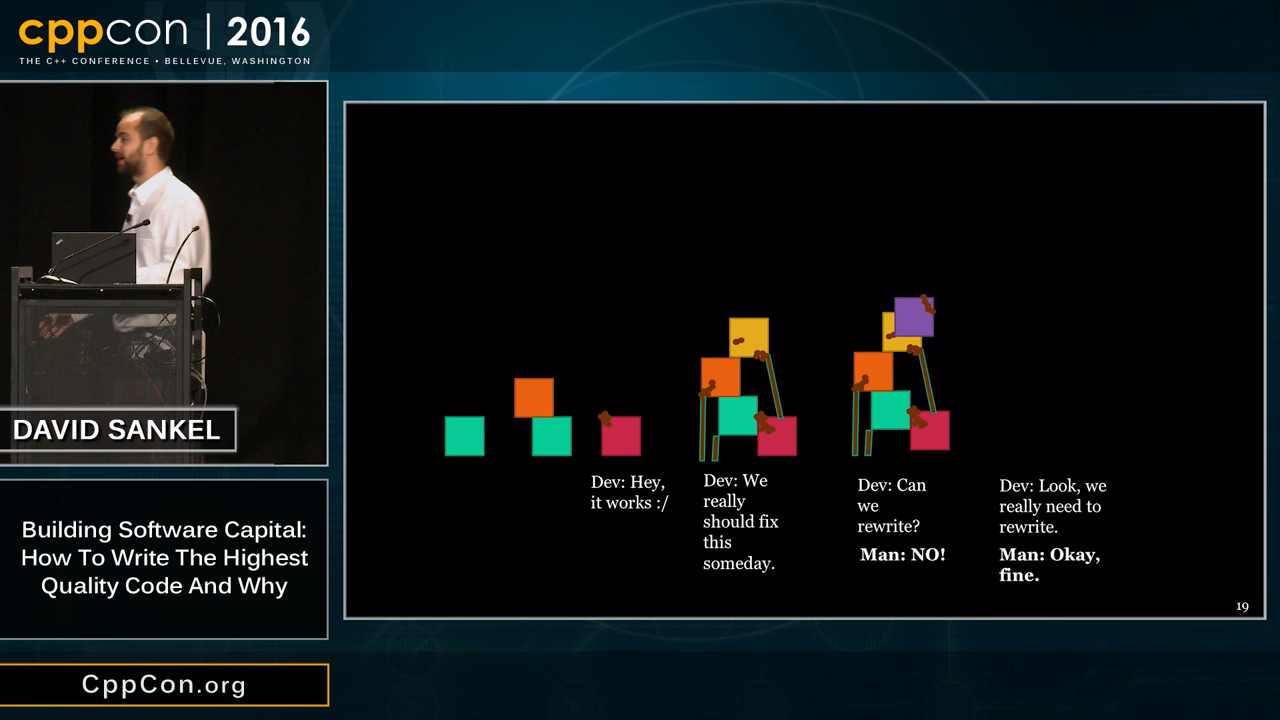 cppcon | 2016
THE C++ CONFERENCE • BELLEVUE, WASHINGTON
DAVID SANKEL
Building Software Capital:
How To Write The Highest
Quality Code And Why
CppCon.org
Dev: Hey,
it works :/
Dev: We
really
should fix
this
someday.
Dev: Can
we
rewrite?
Man: NO!
Dev: Look, we
really need to
rewrite.
Man: Okay,
fine.
19